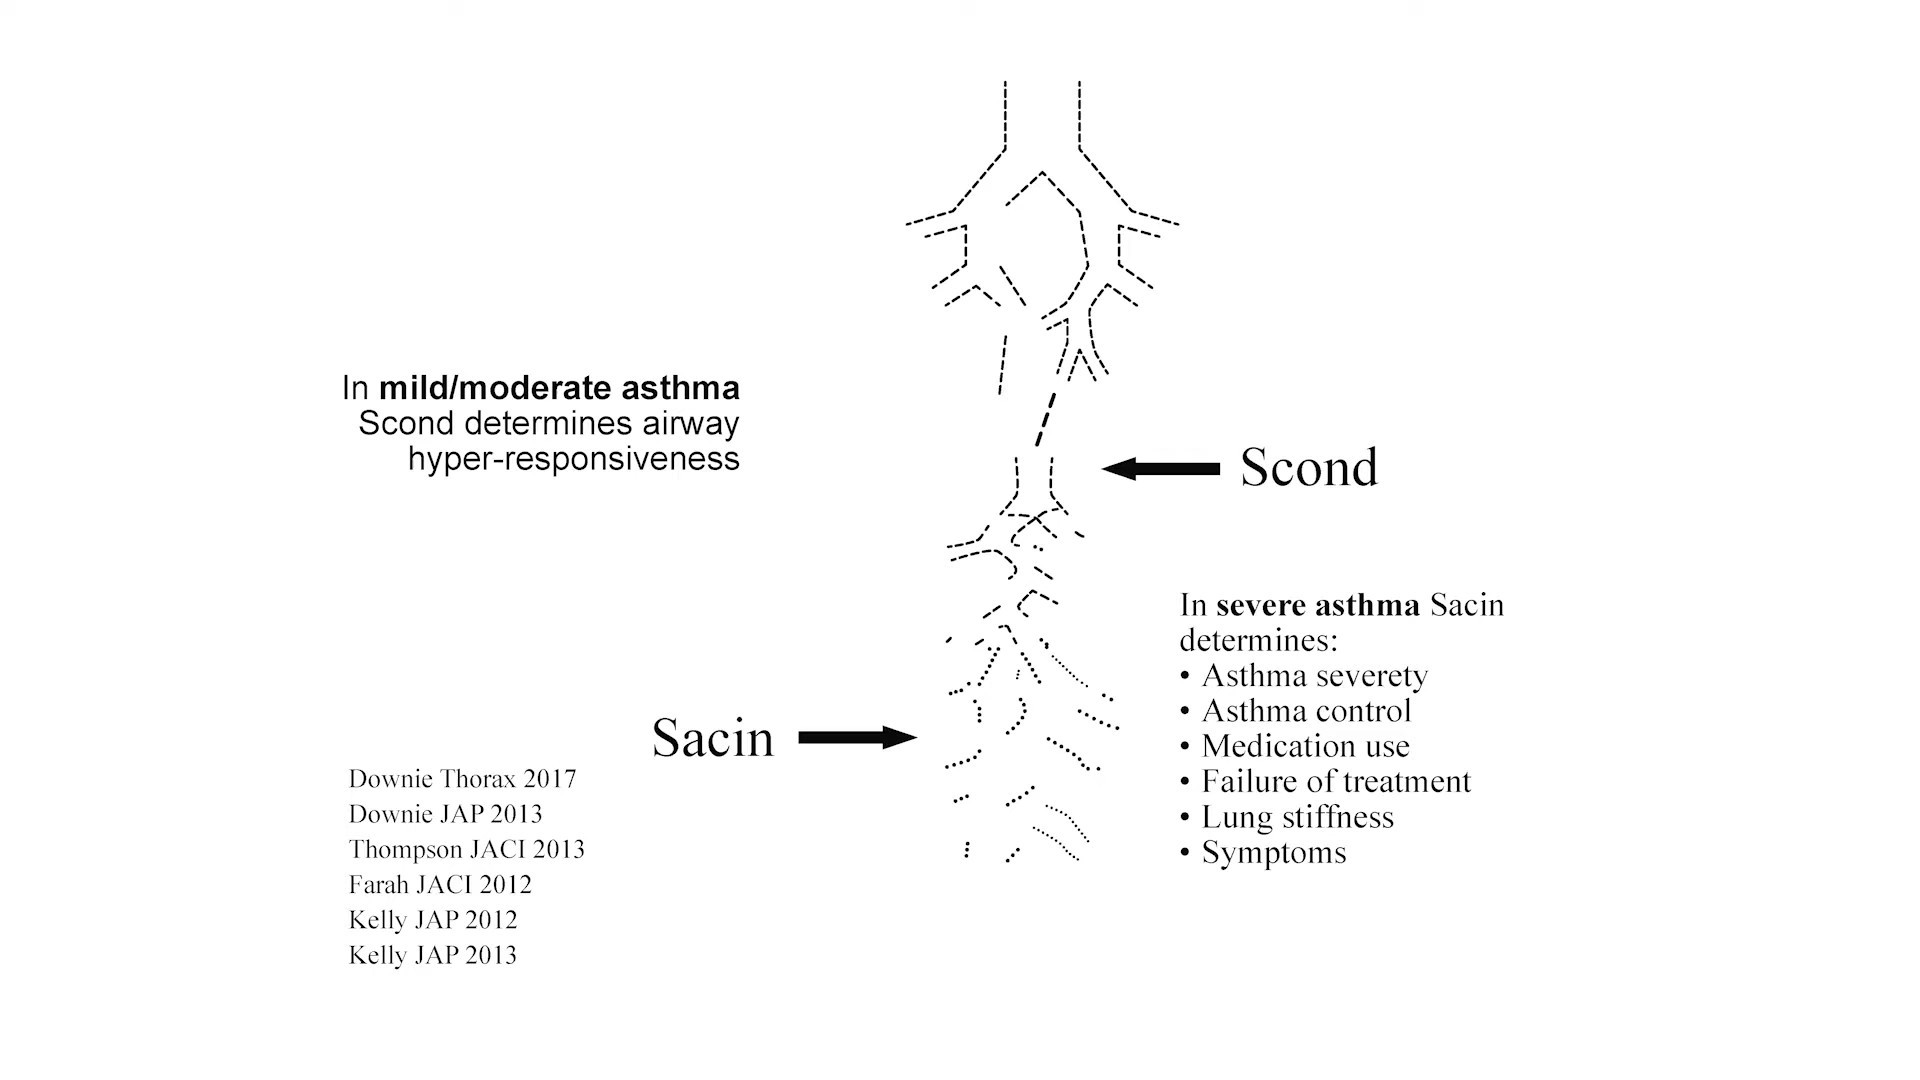 In mild/moderate asthma
Scond determines airway
hyper-responsiveness
Scond
In severe asthma Sacin
determines:
• Asthma severety
• Asthma control
• Medication use
• Failure of treatment
• Lung stiffness
• Symptoms
Sacin
Downie Thorax 2017
Downie JAP 2013
Thompson JACI 2013
Farah JACI 2012
Kelly JAP 2012
Kelly JAP 2013